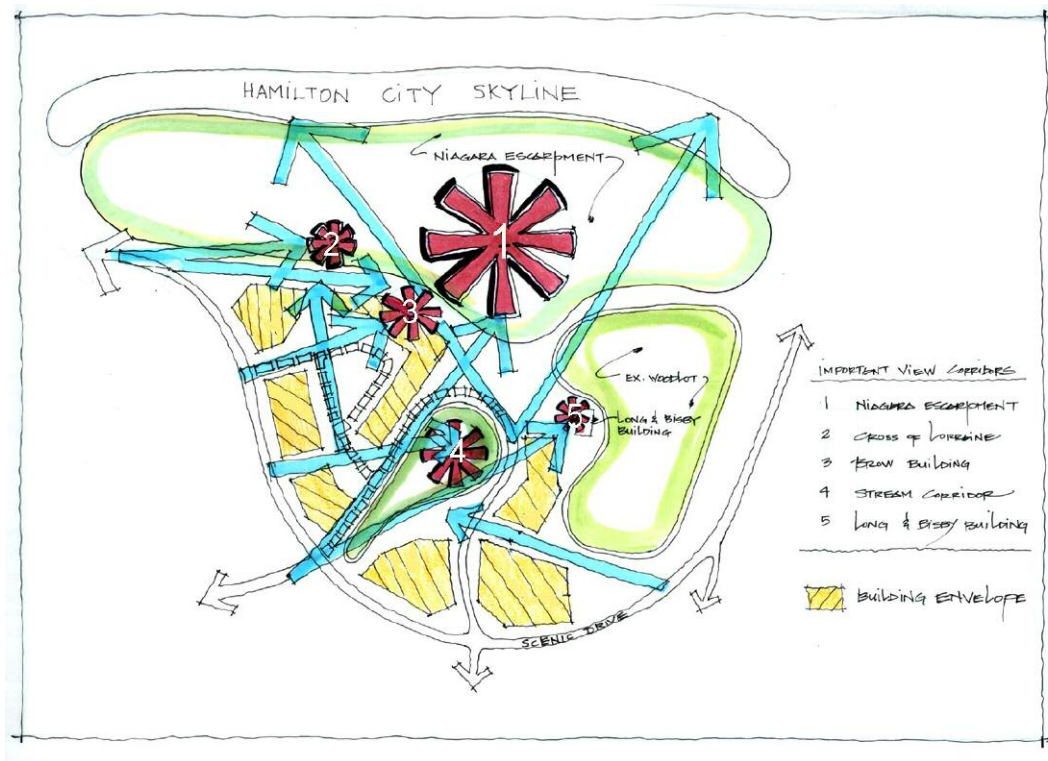 HAMILTON CITY SKYLINE
NIAGARA ESCARPMENT
1
2
3
EX. WOODLOT
5
LONG & BISBY
BUILDING
4
SCENIC DRIVE
IMPORTANT VIEW CORRIDORS
1 NIAGARA ESCARPMENT
2 CROSS OF LORRAINE
3 BROW BUILDING
4 STREAM CORRIDOR
5 LONG & BISBY BUILDING
BUILDING ENVELOPE